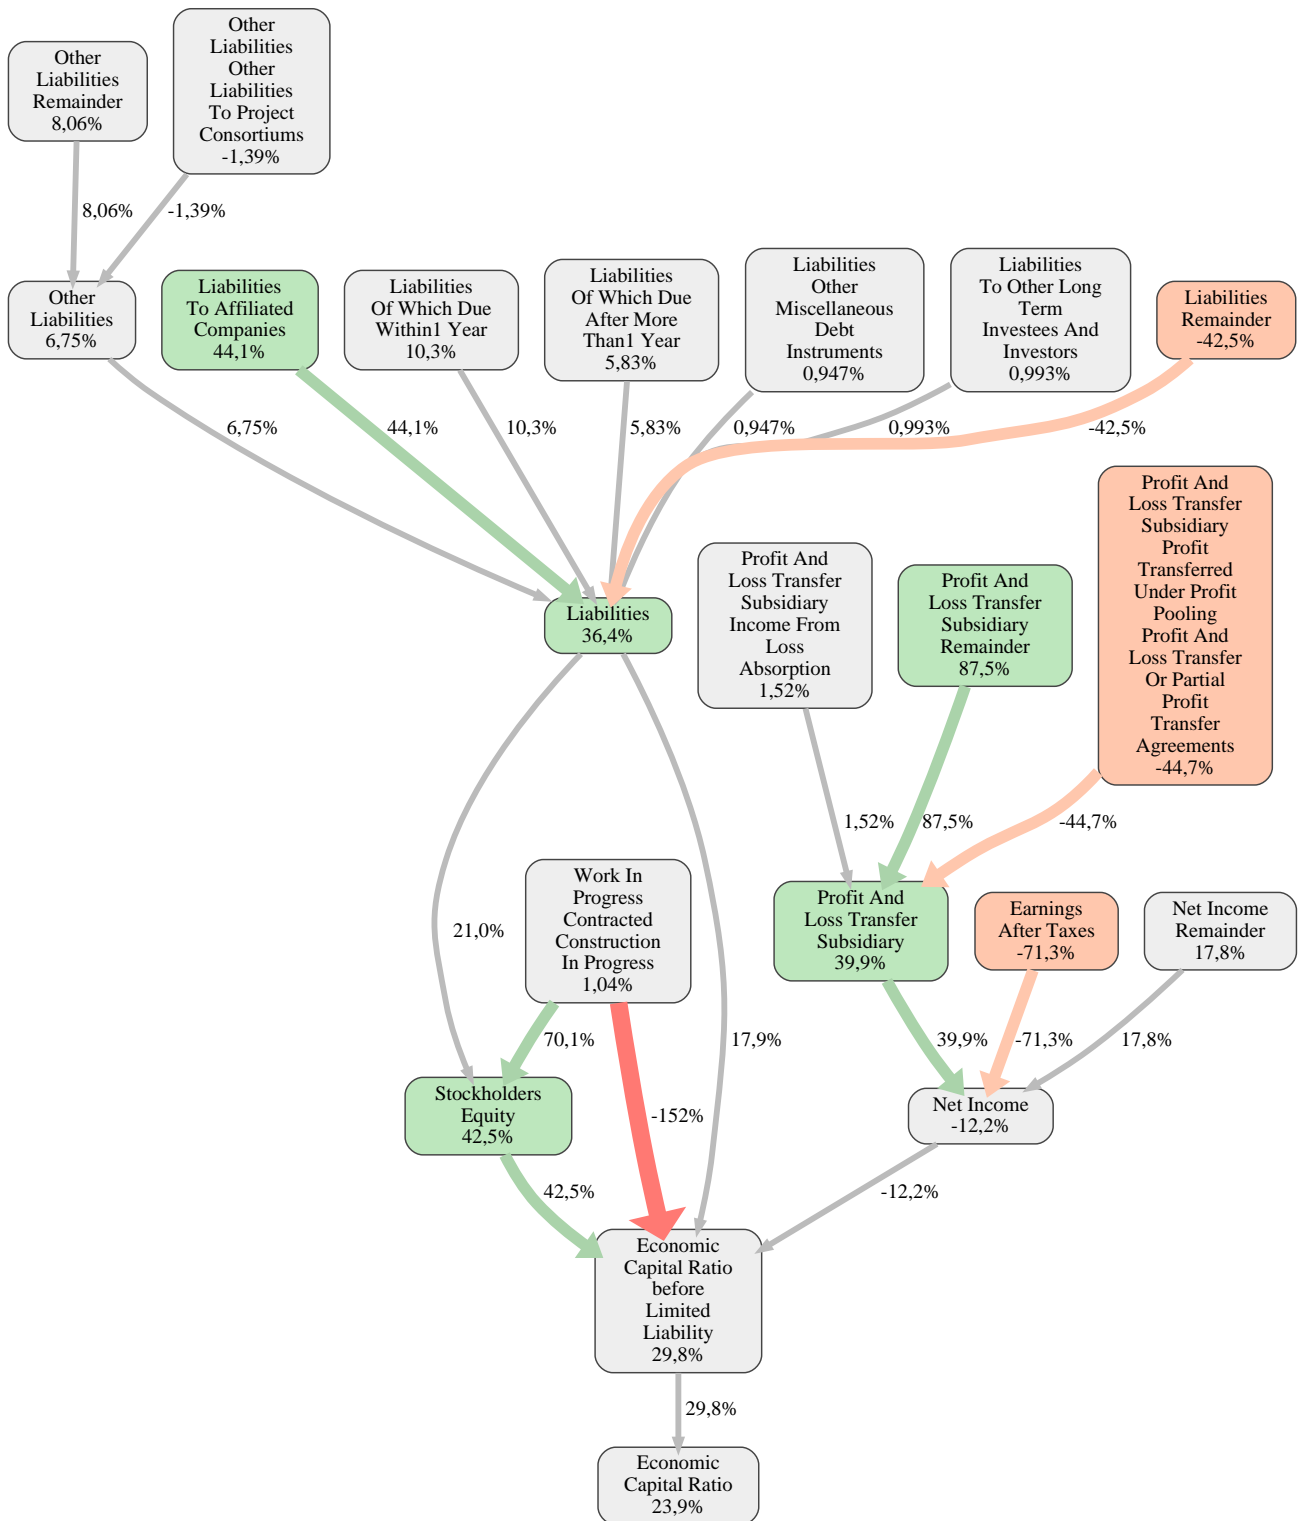 Other
Liabilities
Remainder
8,06%
Other
Liabilities
Other
Liabilities
To Project
Consortiums
-1,39%
8,06%
-1,39%
Other
Liabilities
6,75%
Liabilities
To Affiliated
Companies
44,1%
Liabilities
Of Which Due
Within1 Year
10,3%
Liabilities
Of Which Due
After More
Than1 Year
5,83%
Liabilities
Other
Miscellaneous
Debt
Instruments
0,947%
Liabilities
To Other Long
Term
Investees And
Investors
0,993%
Liabilities
Remainder
-42,5%
6,75%
44,1%
10,3%
5,83%
0,947%
0,993%
-42,5%
Liabilities
36,4%
Profit And
Loss Transfer
Subsidiary
Income From
Loss
Absorption
1,52%
Profit And
Loss Transfer
Subsidiary
Remainder
87,5%
Profit And
Loss Transfer
Subsidiary
Profit
Transferred
Under Profit
Pooling
Profit And
Loss Transfer
Or Partial
Profit
Transfer
Agreements
-44,7%
1,52%
87,5%
-44,7%
Work In
Progress
Contracted
Construction
In Progress
1,04%
Profit And
Loss Transfer
Subsidiary
39,9%
Earnings
After Taxes
-71,3%
Net Income
Remainder
17,8%
21,0%
70,1%
-152%
17,9%
39,9%
-71,3%
17,8%
Stockholders
Equity
42,5%
Net Income
-12,2%
42,5%
-12,2%
Economic
Capital Ratio
before
Limited
Liability
29,8%
29,8%
Economic
Capital Ratio
23,9%